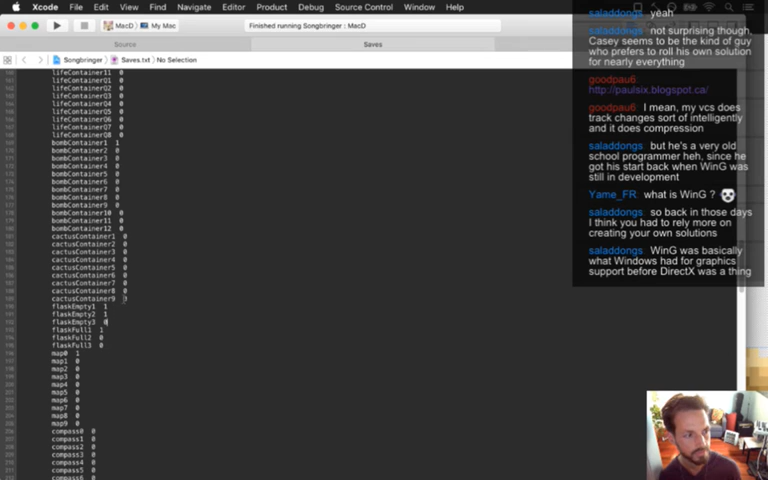 Xcode File Edit View Find Navigate Editor Product Debug Source Control Window Help
MacD My Mac
Finished running Songbringer : MacD
Source
Saves
Songbringer Saves.txt No Selection
lifeContainer11 0
lifeContainerQ1 0
lifeContainerQ2 0
lifeContainerQ3 0
lifeContainerQ4 0
lifeContainerQ5 0
lifeContainerQ6 0
lifeContainerQ7 0
lifeContainerQ8 0
bombContainer1 1
bombContainer2 0
bombContainer3 0
bombContainer4 0
bombContainer5 0
bombContainer6 0
bombContainer7 0
bombContainer8 0
bombContainer9 0
bombContainer10 0
bombContainer11 0
bombContainer12 0
cactusContainer1 0
cactusContainer2 0
cactusContainer3 0
cactusContainer4 0
cactusContainer5 0
cactusContainer6 0
cactusContainer7 0
cactusContainer8 0
cactusContainer9 0
flaskEmpty1 1
flaskEmpty2 1
flaskEmpty3 0
flaskFull1 1
flaskFull2 0
flaskFull3 0
map0 1
map1 0
map2 0
map3 0
map4 0
map5 0
map6 0
map7 0
map8 0
map9 0
compass0 0
compass1 0
compass2 0
compass3 0
compass4 0
compass5 0
compass6 0
saladdongs yeah
saladdongs not surprising though,
Casey seems to be the kind of guy
who prefers to roll his own solution
for nearly everything
goodpau6
http://paulsix.blogspot.ca/
goodpau6 I mean, my vcs does
track changes sort of intelligently
and it does compression
saladdongs but he's a very old
school programmer heh, since he
got his start back when WinG was
still in development
Yame_FR what is WinG ?
saladdongs so back in those days
I think you had to rely more on
creating your own solutions
saladdongs WinG was basically
what Windows had for graphics
support before DirectX was a thing